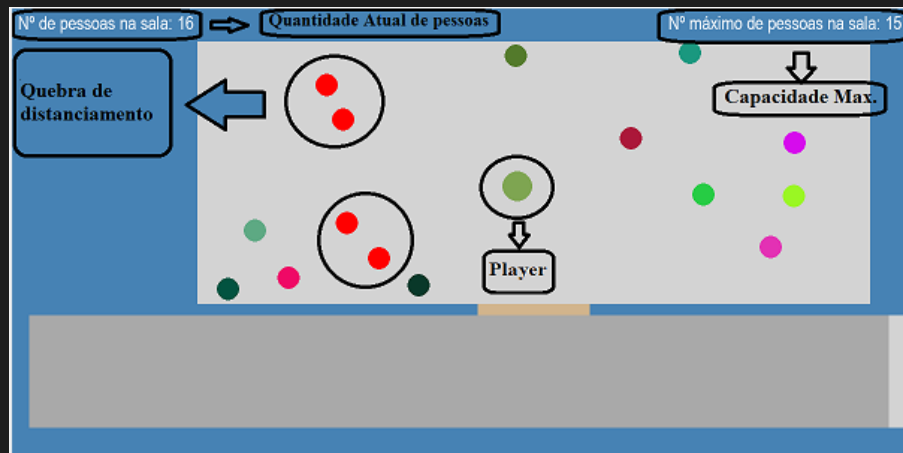 Nº de pessoas na sala: 16
Quantidade Atual de pessoas
Nº máximo de pessoas na sala: 15
Quebra de
distanciamento
Capacidade Max.
Player